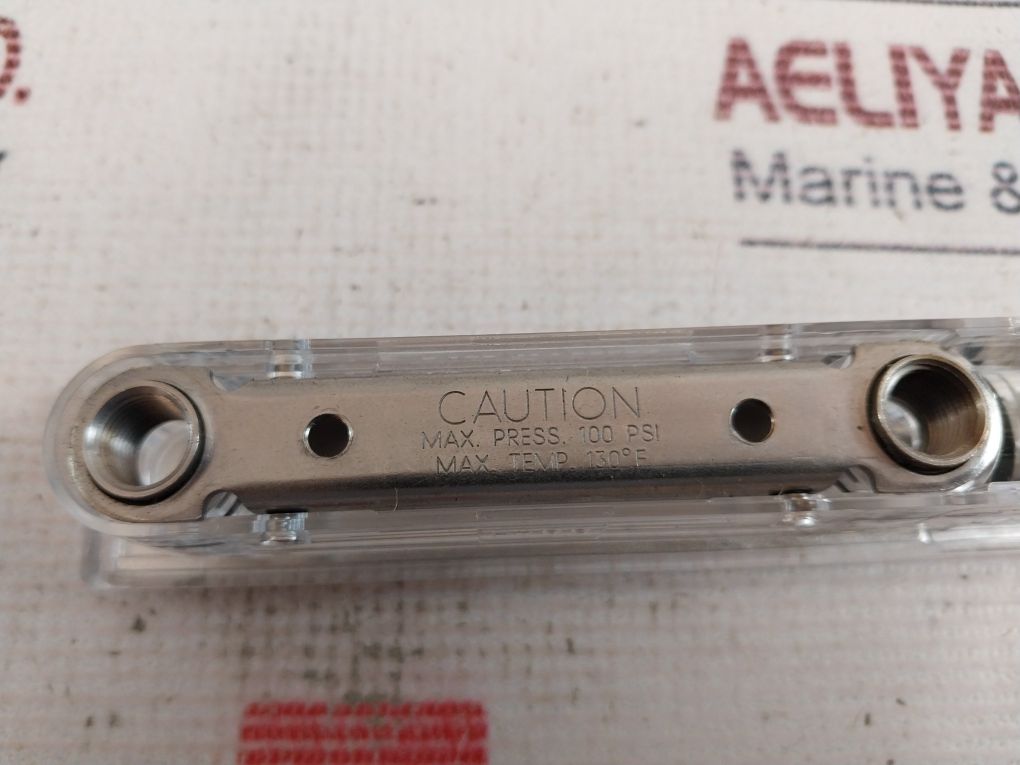 AELIYA
Marine &
CAUTION
MAX. PRESS. 100 PSI
MAX. TEMP. 130°F